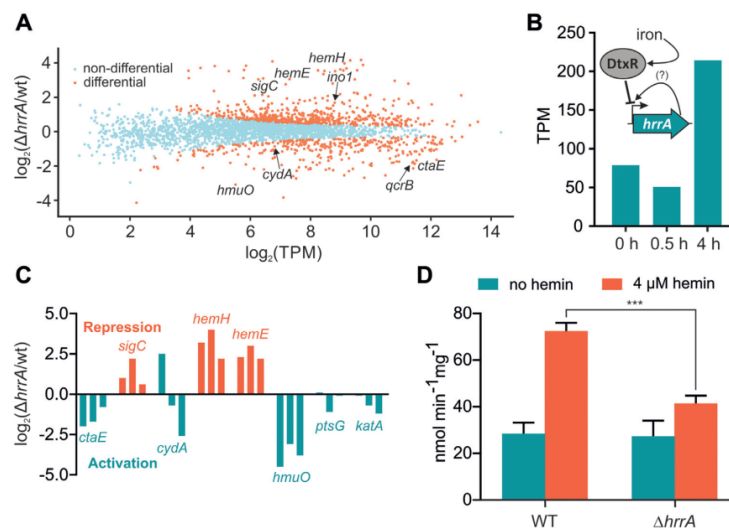 A
non-differential
differential
hemH
hemE
ino1
sigC
cydA
hmuO
ctaE
qcrB
log₂(ΔhrrA/wt)
4
2
0
-2
-4
0
2
4
6
8
10
12
14
log₂(TPM)
B
iron
DtxR
(?)
hrrA
TPM
250
200
150
100
50
0
0 h
0.5 h
4 h
C
log₂(ΔhrrA/wt)
5.0
2.5
0.0
-2.5
-5.0
Repression
Activation
ctaE
sigC
cydA
hemH
hemE
hmuO
ptsG
katA
D
no hemin
4 µM hemin
***
nmol min⁻¹mg⁻¹
80
60
40
20
0
WT
ΔhrrA